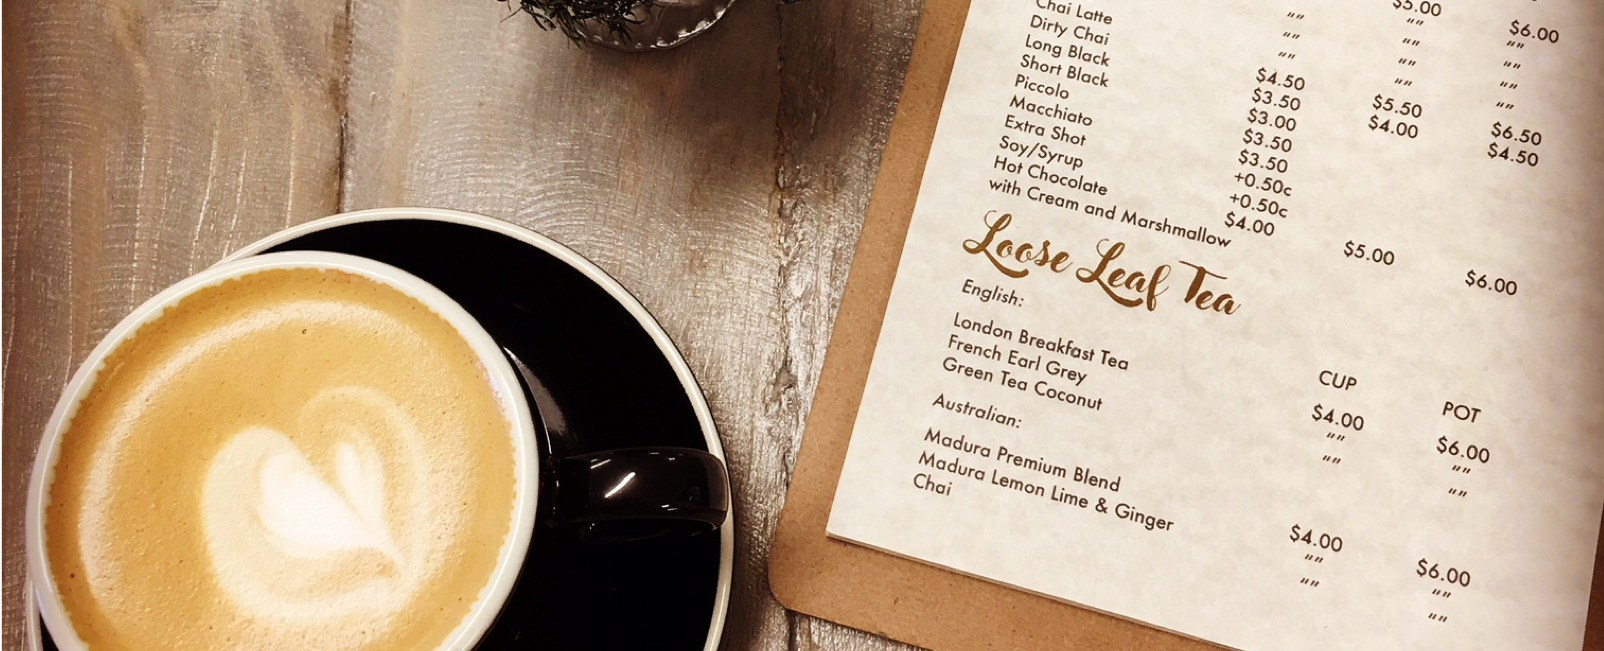 $5.00 $6.00
"" ""
"" "" ""
"" "" ""
Chai Latte "" "" ""
Dirty Chai $4.50 $5.50 $6.50
Long Black $3.50 $4.00 $4.50
Short Black $3.00
Piccolo $3.50
Macchiato $3.50
Extra Shot +0.50c
Soy/Syrup +0.50c
Hot Chocolate $4.00 $5.00 $6.00
with Cream and Marshmallow
Loose Leaf Tea
English: CUP POT
London Breakfast Tea $4.00 $6.00
French Earl Grey "" ""
Green Tea Coconut "" ""
Australian:
Madura Premium Blend $4.00 $6.00
Madura Lemon Lime & Ginger "" ""
Chai "" ""